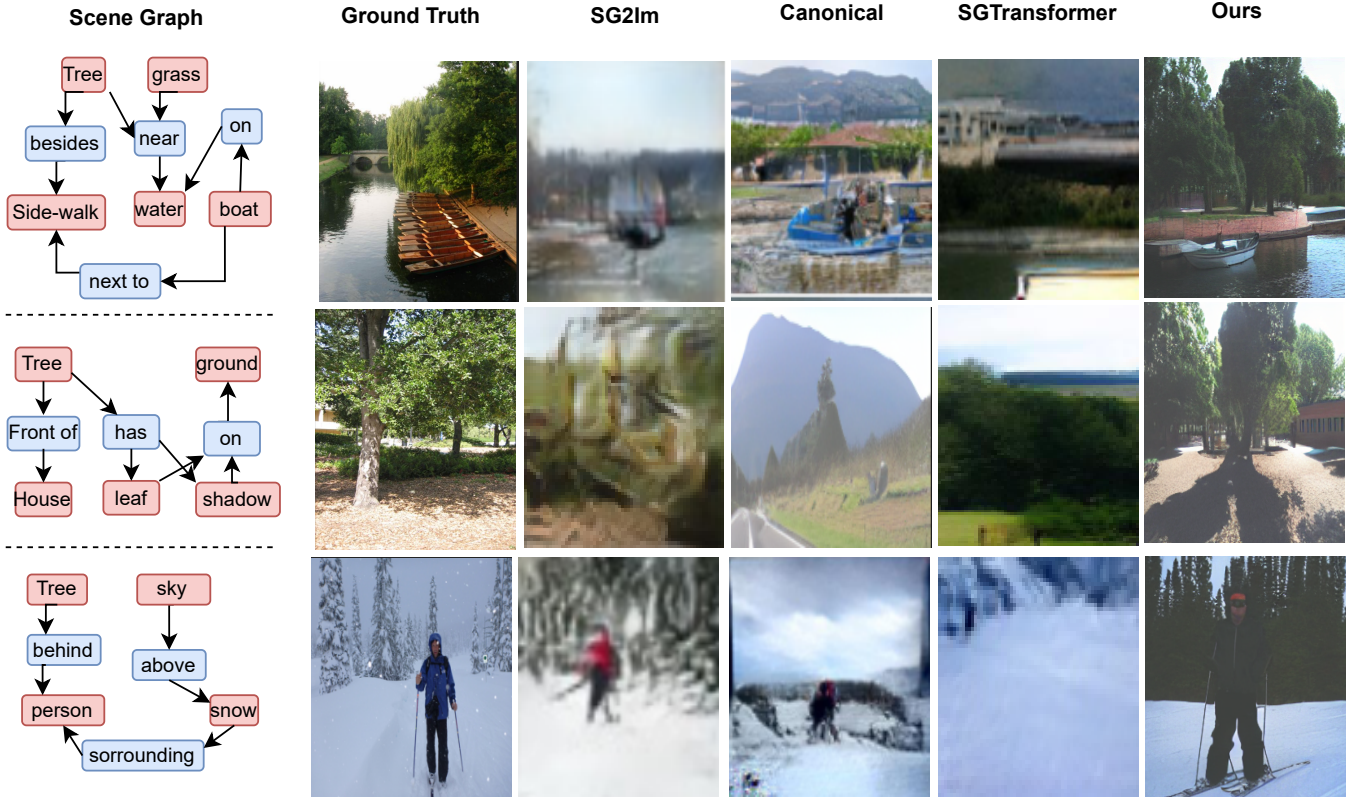 Scene Graph Ground Truth SG2Im Canonical SGTransformer Ours
Tree grass
besides near on
Side-walk water boat
next to
Tree ground
Front of has on
House leaf shadow
Tree sky
behind above
person snow
sorrounding